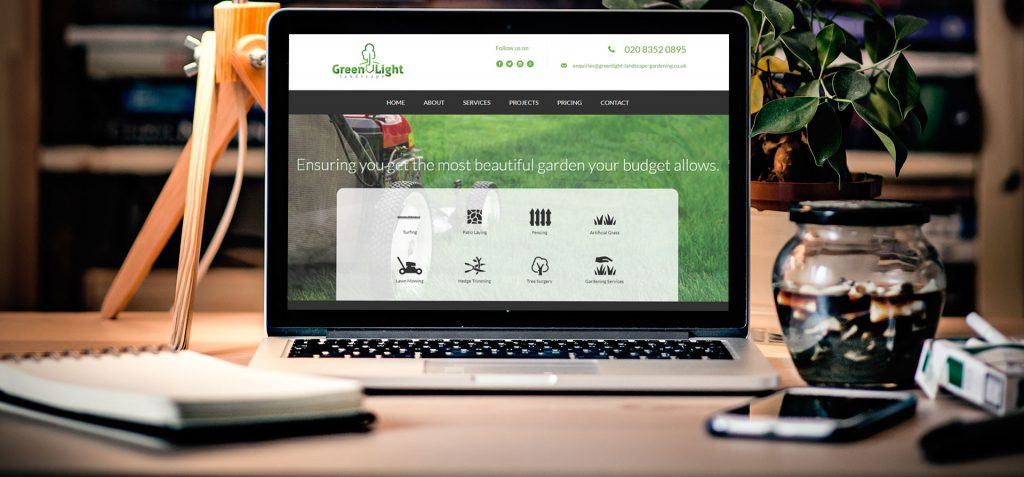 Follow us on
020 8352 0895
Green Light
landscape
enquiries@greenlight-landscape-gardening.co.uk
HOME ABOUT SERVICES PROJECTS PRICING CONTACT
Ensuring you get the most beautiful garden your budget allows.
Turfing Patio Laying Fencing Artificial Grass
Lawn Mowing Hedge Trimming Tree Surgery Gardening Services